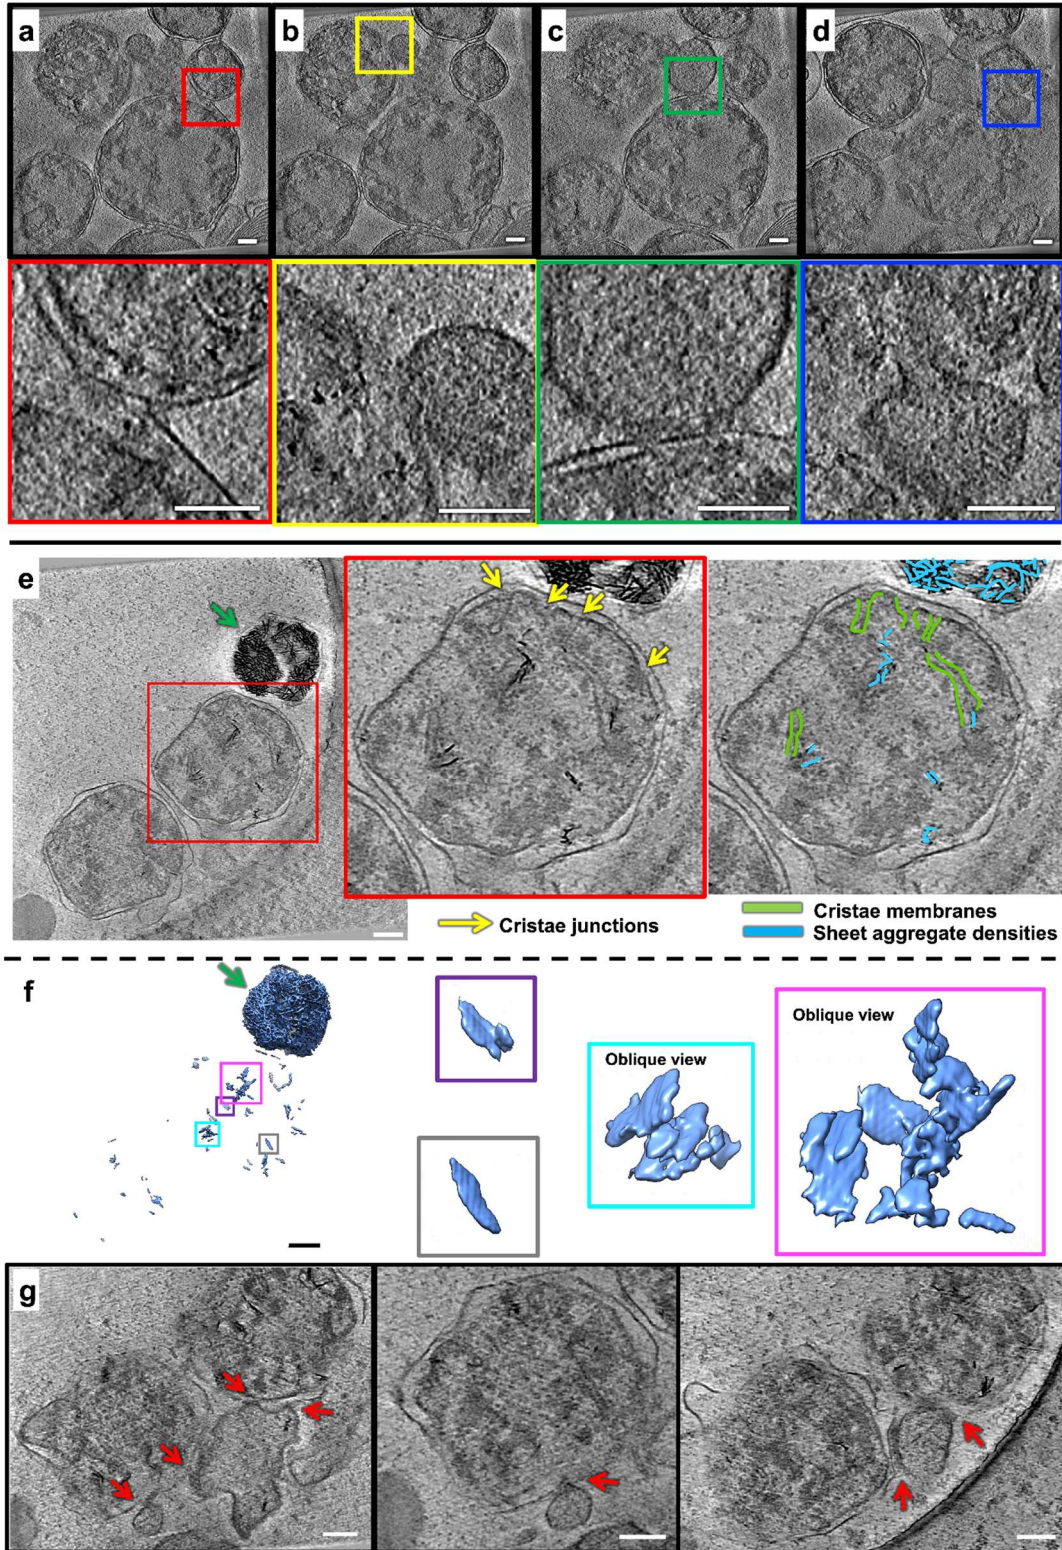 a
b
c
d
e
Cristae junctions
Cristae membranes
Sheet aggregate densities
f
Oblique view
Oblique view
g